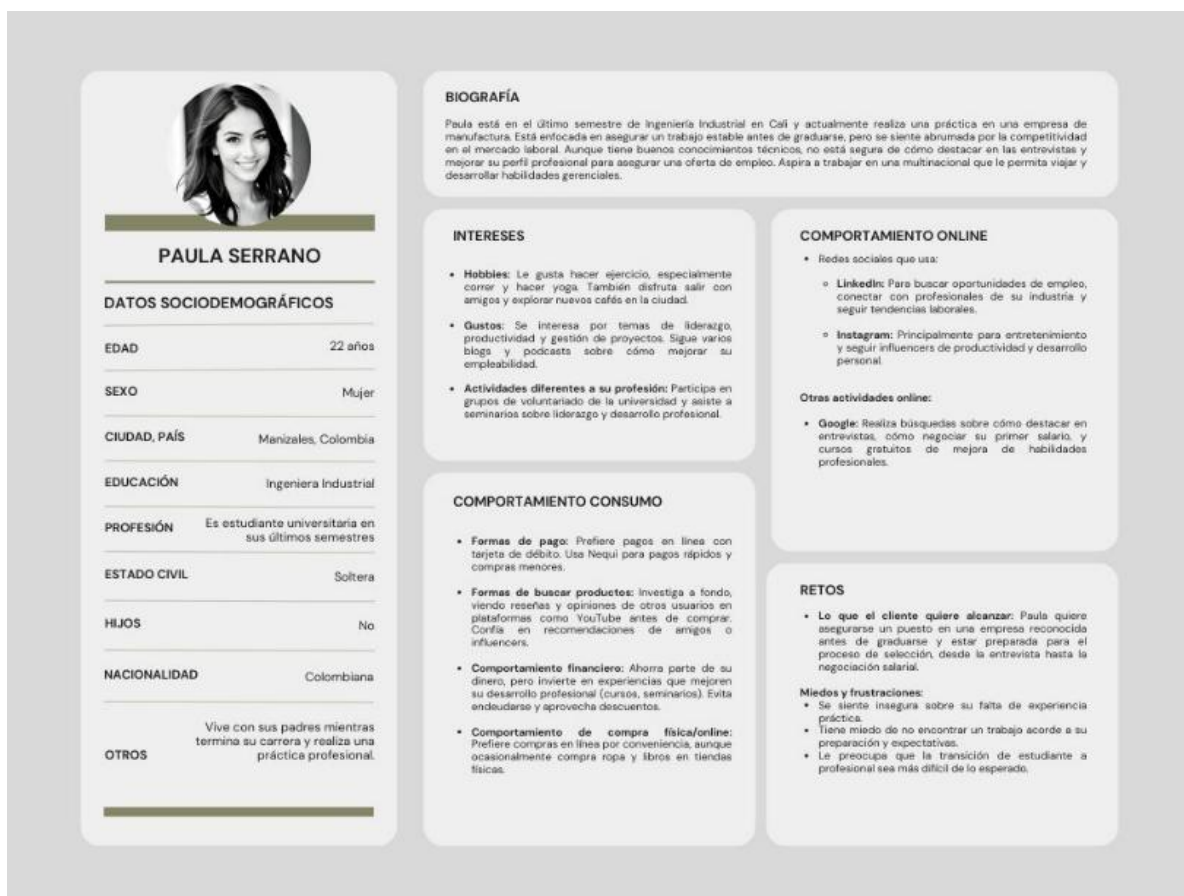 PAULA SERRANO
DATOS SOCIODEMOGRÁFICOS
EDAD 22 años
SEXO Mujer
CIUDAD, PAÍS Manizales, Colombia
EDUCACIÓN Ingeniera Industrial
PROFESIÓN Es estudiante universitaria en
sus últimos semestres
ESTADO CIVIL Soltera
HIJOS No
NACIONALIDAD Colombiana
OTROS Vive con sus padres mientras
termina su carrera y realiza una
práctica profesional.
BIOGRAFÍA
Paula está en el último semestre de Ingeniería Industrial en Cali y actualmente realiza una práctica en una empresa de
manufactura. Está enfocada en asegurar un trabajo estable antes de graduarse, pero se siente abrumada por la competitividad
en el mercado laboral. Aunque tiene buenos conocimientos técnicos, no está segura de cómo destacar en las entrevistas y
mejorar su perfil profesional para asegurar una oferta de empleo. Aspira a trabajar en una multinacional que le permita viajar y
desarrollar habilidades gerenciales.
INTERESES
• Hobbies: Le gusta hacer ejercicio, especialmente
correr y hacer yoga. También disfruta salir con
amigos y explorar nuevos cafés en la ciudad.
• Gustos: Se interesa por temas de liderazgo,
productividad y gestión de proyectos. Sigue varios
blogs y podcasts sobre cómo mejorar su
empleabilidad.
• Actividades diferentes a su profesión: Participa en
grupos de voluntariado de la universidad y asiste a
seminarios sobre liderazgo y desarrollo profesional.
COMPORTAMIENTO CONSUMO
• Formas de pago: Prefiere pagos en línea con
tarjeta de débito. Usa Nequi para pagos rápidos y
compras menores.
• Formas de buscar productos: Investiga a fondo,
viendo reseñas y opiniones de otros usuarios en
plataformas como YouTube antes de comprar.
Confía en recomendaciones de amigos o
influencers.
• Comportamiento financiero: Ahorra parte de su
dinero, pero invierte en experiencias que mejoren
su desarrollo profesional (cursos, seminarios). Evita
endeudarse y aprovecha descuentos.
• Comportamiento de compra física/online:
Prefiere compras en línea por conveniencia, aunque
ocasionalmente compra ropa y libros en tiendas
físicas.
COMPORTAMIENTO ONLINE
• Redes sociales que usa:
◦ LinkedIn: Para buscar oportunidades de empleo,
conectar con profesionales de su industria y
seguir tendencias laborales.
◦ Instagram: Principalmente para entretenimiento
y seguir influencers de productividad y desarrollo
personal.
Otras actividades online:
• Google: Realiza búsquedas sobre cómo destacar en
entrevistas, cómo negociar su primer salario, y
cursos gratuitos de mejora de habilidades
profesionales.
RETOS
• Lo que el cliente quiere alcanzar: Paula quiere
asegurarse un puesto en una empresa reconocida
antes de graduarse y estar preparada para el
proceso de selección, desde la entrevista hasta la
negociación salarial.
Miedos y frustraciones:
• Se siente insegura sobre su falta de experiencia
práctica.
• Tiene miedo de no encontrar un trabajo acorde a su
preparación y expectativas.
• Le preocupa que la transición de estudiante a
profesional sea más difícil de lo esperado.